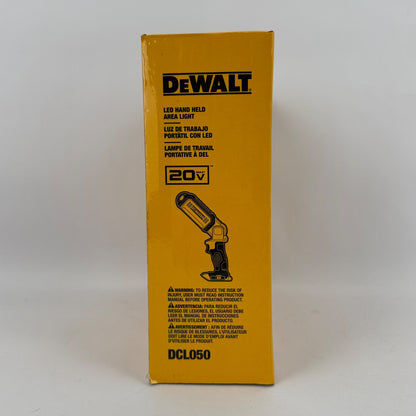 DEWALT
LED HAND HELD
AREA LIGHT
LUZ DE TRABAJO
PORTÁTIL CON LED
LAMPE DE TRAVAIL
PORTATIVE À DEL
20V
WARNING: TO REDUCE THE RISK OF
INJURY, USER MUST READ INSTRUCTION
MANUAL BEFORE OPERATING PRODUCT.
ADVERTENCIA: PARA REDUCIR EL
RIESGO DE LESIONES, EL USUARIO DEBE
LEER EL MANUAL DE INSTRUCCIONES
ANTES DE UTILIZAR EL PRODUCTO.
AVERTISSEMENT : AFIN DE RÉDUIRE
LE RISQUE DE BLESSURES, L'UTILISATEUR
DOIT LIRE LE MODE D'EMPLOI AVANT
D'UTILISER LE PRODUIT.
DCL050